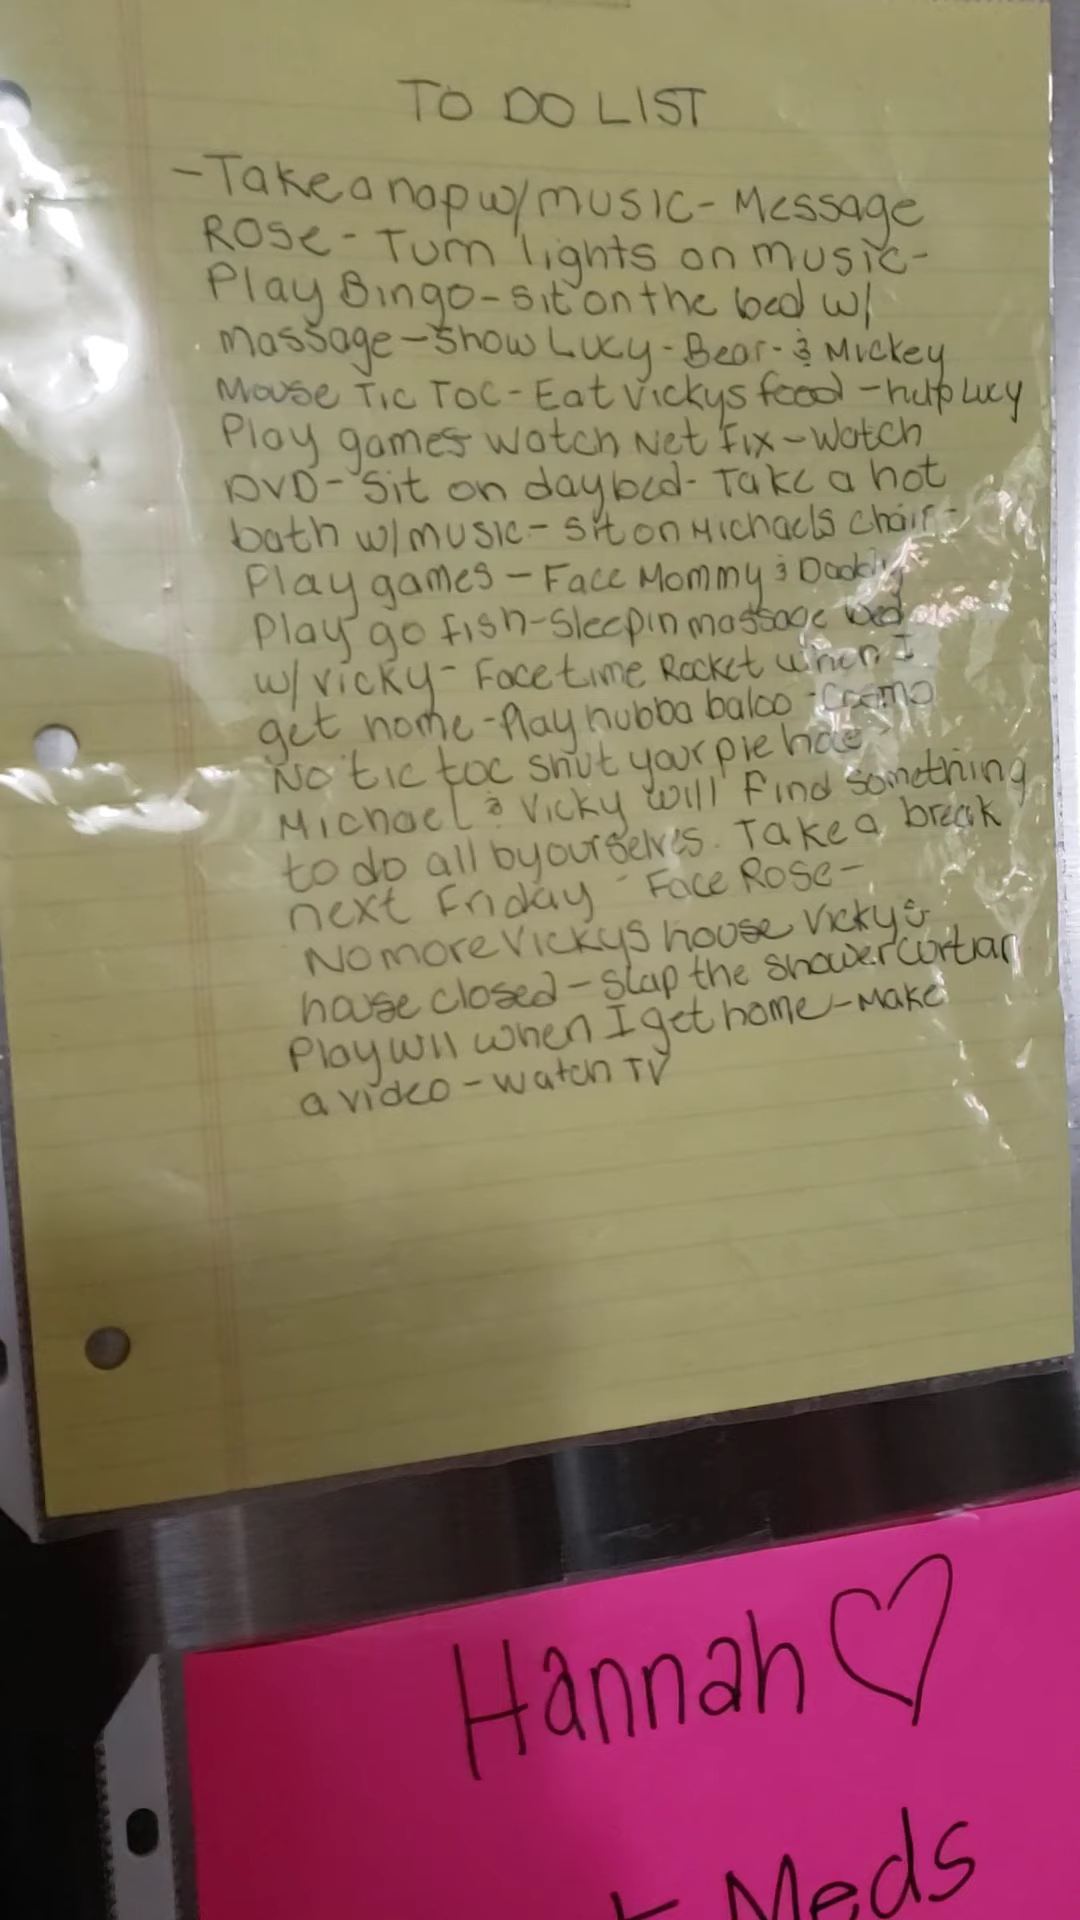 TO DO LIST
-Take a nap w/ music- Message
Rose- Turn lights on music-
Play Bingo-sit on the bed w/
massage-show Lucy-Bear-& Mickey
Mouse Tic Toc-Eat Vickys food-help Lucy
Play games watch Net Fix-Watch
DVD-Sit on daybed-Take a hot
bath w/music-sit on Michaels chair-
Play games-Face Mommy & Daddy
Play go fish-Sleep in massage bed
w/ vicky-Facetime Rocket when I
get home-Play hubba baloo-
No tic toc shut your pie hole
Michael & Vicky will find something
to do all by ourselves. Take a break
next Friday - Face Rose-
No more Vickys house Vickys
house closed-Slap the shower curtian
Play WII when I get home-Make
a video-Watch TV
Hannah
Meds